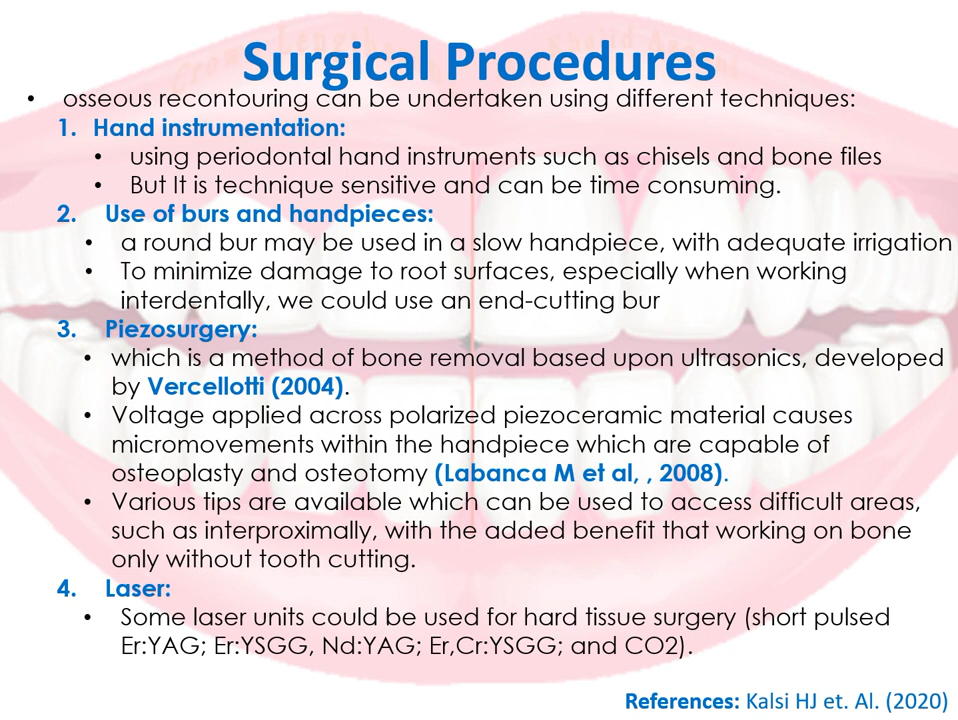 Surgical Procedures
• osseous recontouring can be undertaken using different techniques:
1. Hand instrumentation:
• using periodontal hand instruments such as chisels and bone files
• But It is technique sensitive and can be time consuming.
2. Use of burs and handpieces:
• a round bur may be used in a slow handpiece, with adequate irrigation
• To minimize damage to root surfaces, especially when working
interdentally, we could use an end-cutting bur
3. Piezosurgery:
• which is a method of bone removal based upon ultrasonics, developed
by Vercellotti (2004).
• Voltage applied across polarized piezoceramic material causes
micromovements within the handpiece which are capable of
osteoplasty and osteotomy (Labanca M et al, , 2008).
• Various tips are available which can be used to access difficult areas,
such as interproximally, with the added benefit that working on bone
only without tooth cutting.
4. Laser:
• Some laser units could be used for hard tissue surgery (short pulsed
Er:YAG; Er:YSGG, Nd:YAG; Er,Cr:YSGG; and CO2).
References: Kalsi HJ et. Al. (2020)